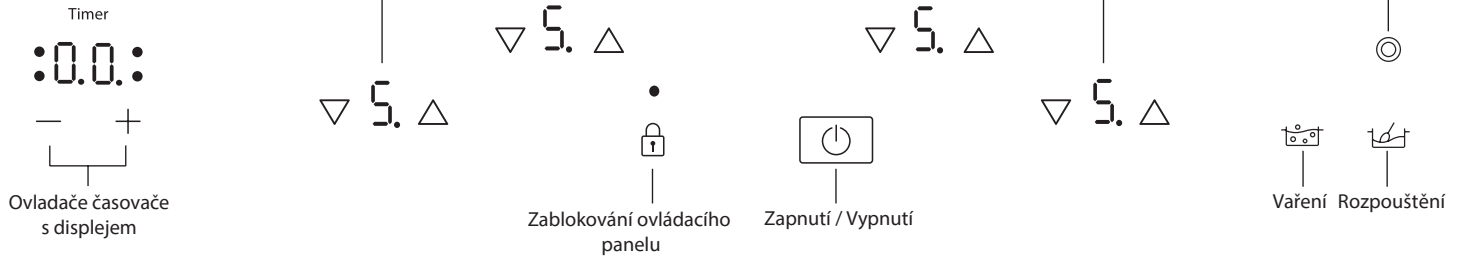 Timer
0.0.
5. 5.
5. 5.
Ovladače časovače
s displejem
Zablokování ovládacího
panelu
Zapnutí / Vypnutí
Vaření Rozpouštění